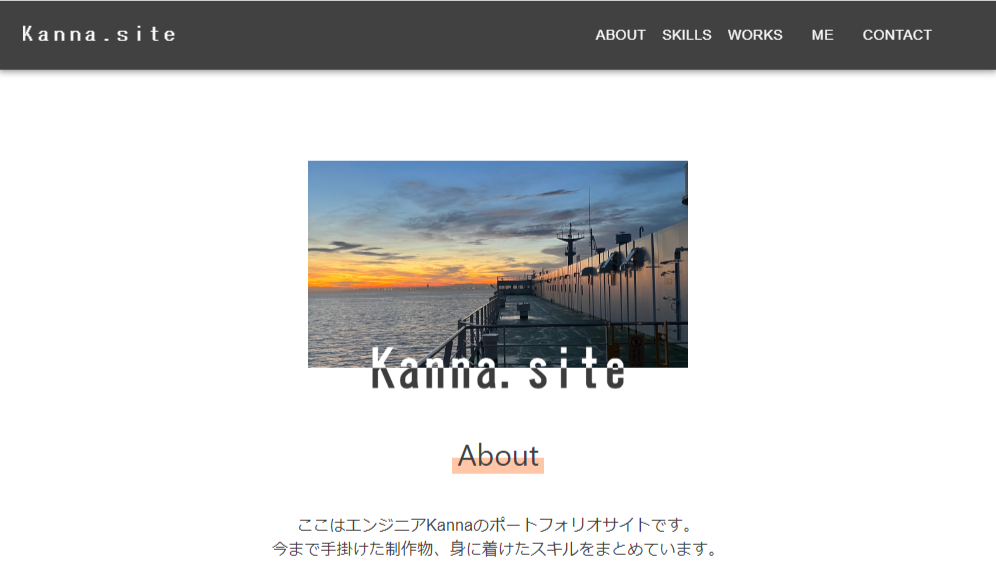 Kanna.site
ABOUT SKILLS WORKS ME CONTACT
Kanna.site
About
ここはエンジニアKannaのポートフォリオサイトです。
今まで手掛けた制作物、身に着けたスキルをまとめています。